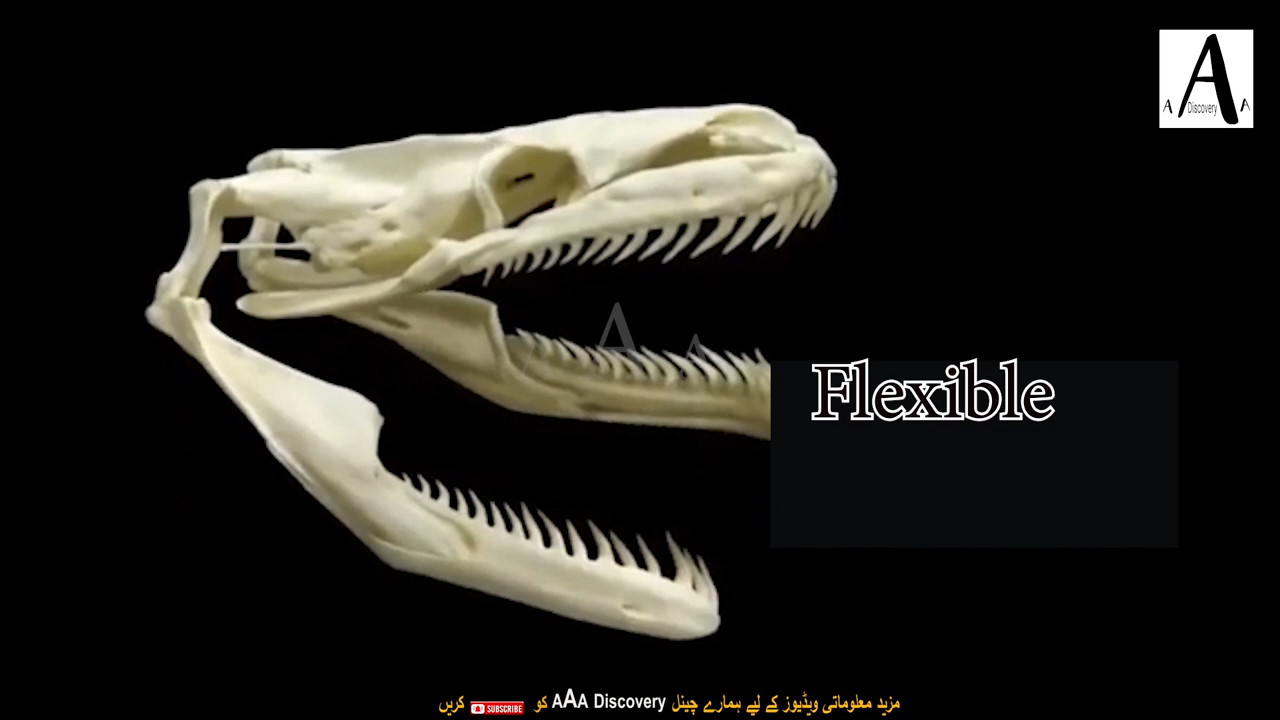 A
A Discovery A
A A
Flexible
مزید معلوماتی ویڈیوز کے لیے ہمارے چینل AAA Discovery کو SUBSCRIBE کریں